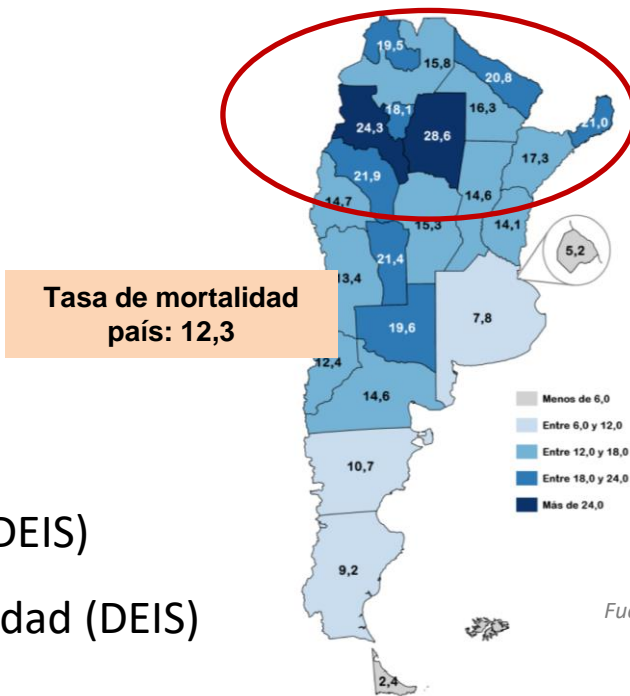 19,5
15,8
20,8
18,1
16,3
24,3
28,6
21,0
21,9
17,3
14,7
14,6
15,3
14,1
5,2
21,4
13,4
Tasa de mortalidad
país: 12,3
7,8
19,6
12,4
14,6
Menos de 6,0
Entre 6,0 y 12,0
Entre 12,0 y 18,0
Entre 18,0 y 24,0
Más de 24,0
10,7
DEIS)
9,2
dad (DEIS)
2,4